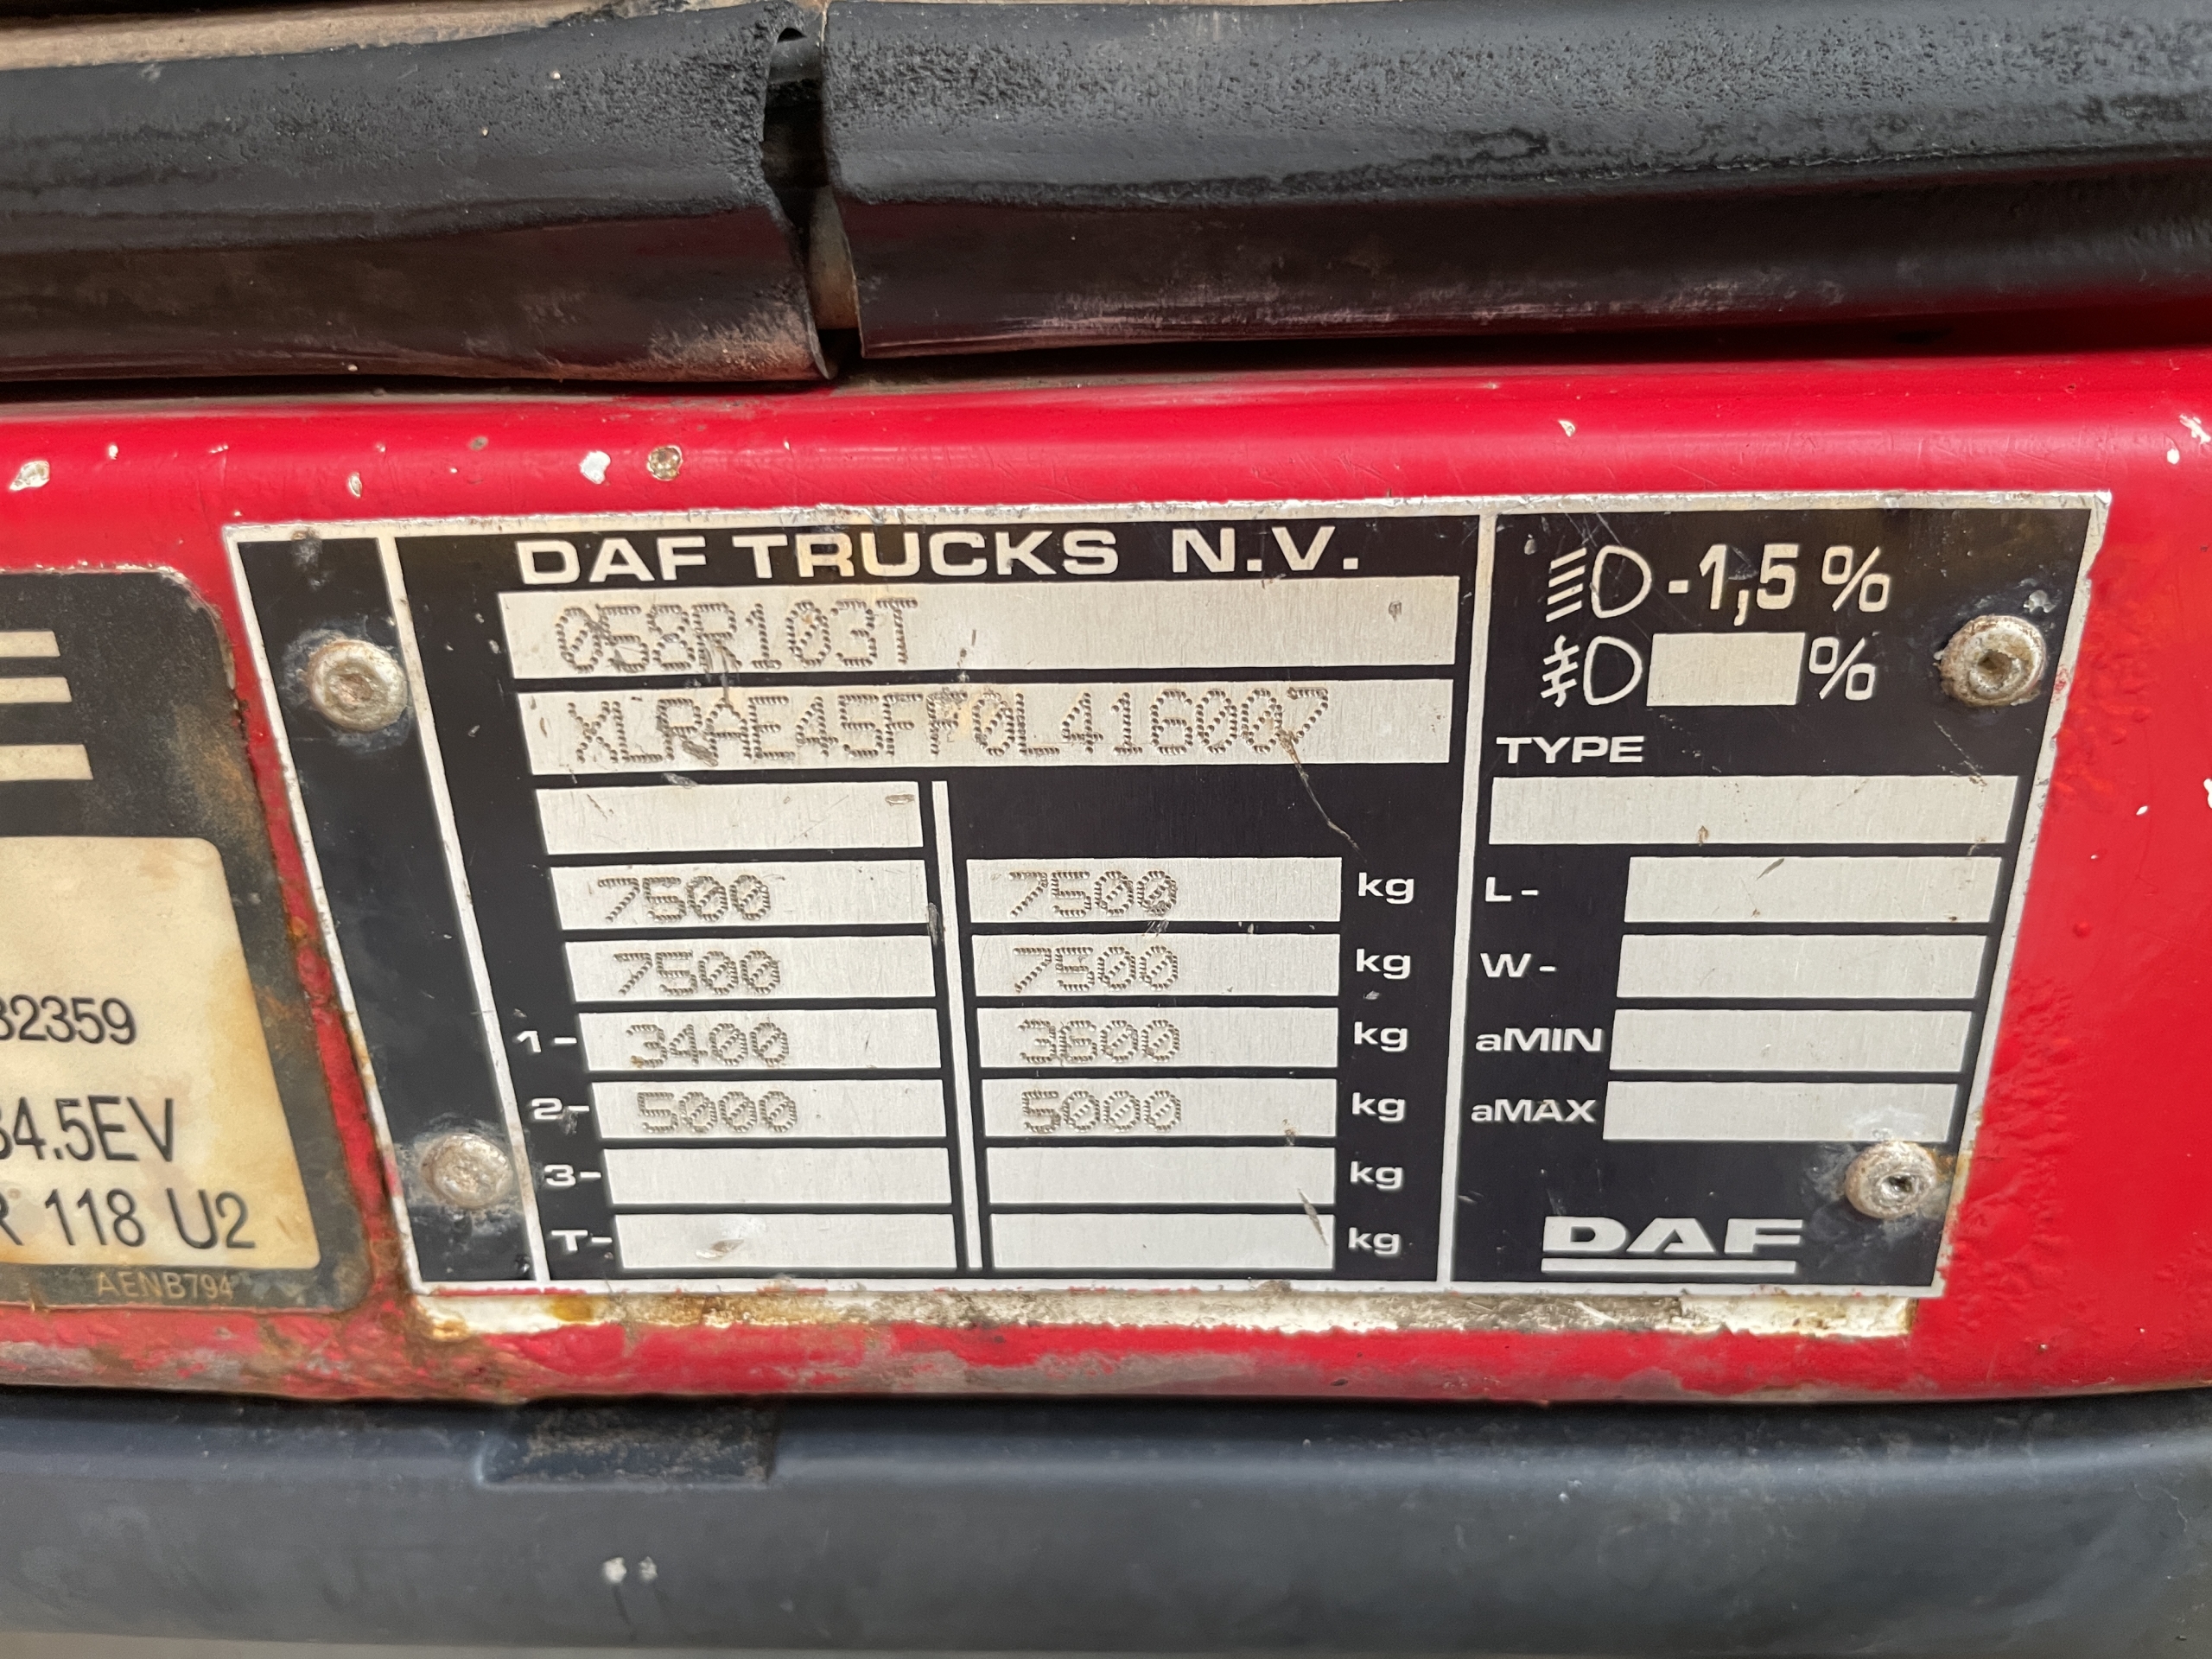 DAF TRUCKS N.V.
058R103T
XLRAE45FF0L416007
7500 7500 kg
7500 7500 kg
1- 3400 3600 kg
2- 5000 5000 kg
3- kg
T- kg
-1,5 %
%
TYPE
L-
W-
aMIN
aMAX
DAF
32359
34.5EV
R 118 U2
AENB794